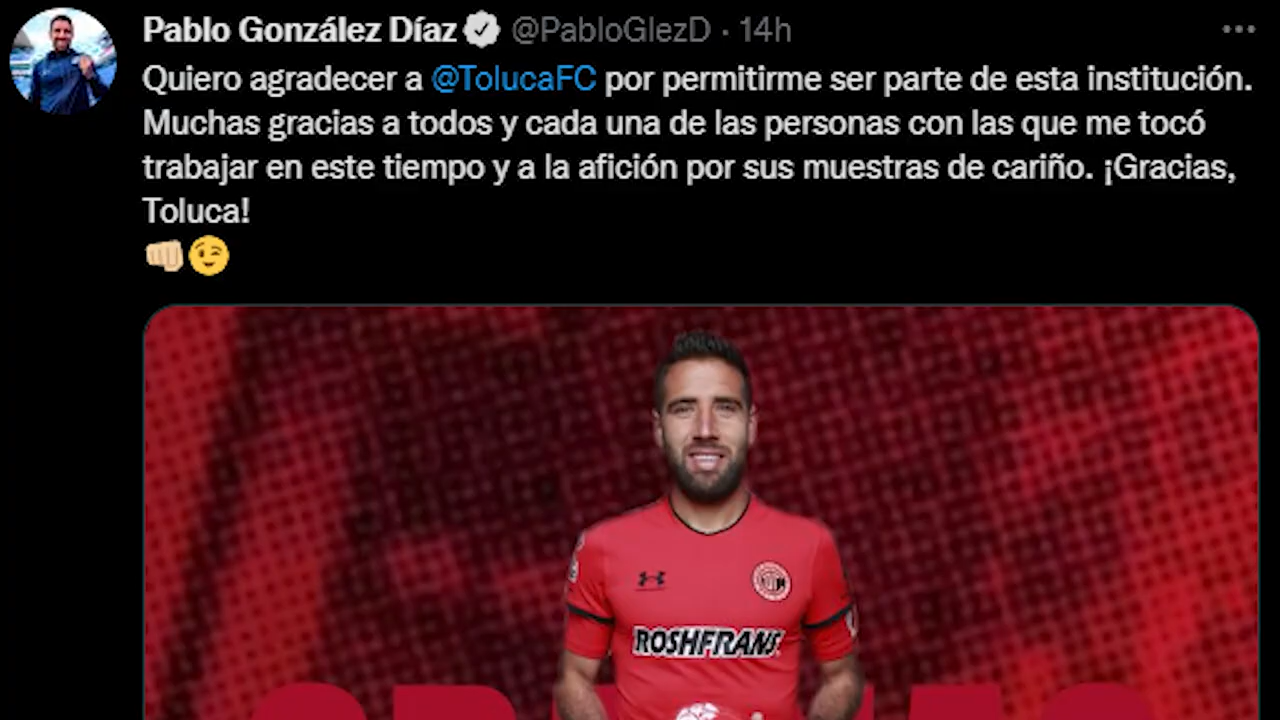 Pablo González Díaz @PabloGlezD · 14h
Quiero agradecer a @TolucaFC por permitirme ser parte de esta institución.
Muchas gracias a todos y cada una de las personas con las que me tocó
trabajar en este tiempo y a la afición por sus muestras de cariño. ¡Gracias,
Toluca!
👊🏼😉
ROSHFRANS